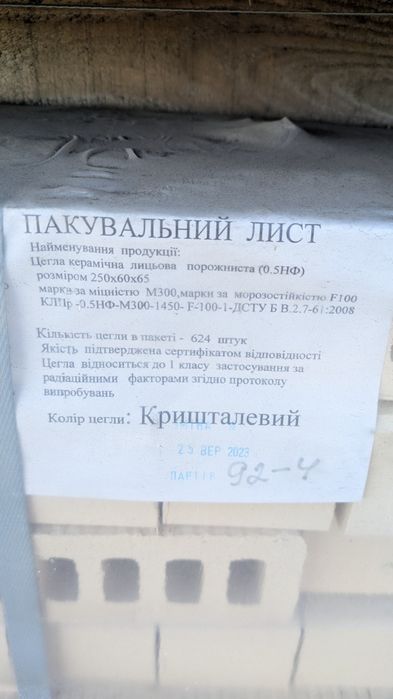 ПАКУВАЛЬНИЙ ЛИСТ
Найменування продукції:
Цегла керамічна лицьова порожниста (0.5НФ)
розміром 250х60х65
марка за міцністю М300,марки за морозостійкістю F100
КЛПр -0.5НФ-М300-1450- F-100-1-ДСТУ Б В.2.7-61:2008
Кількість цегли в пакеті - 624 штук
Якість підтверджена сертифікатом відповідності
Цегла відноситься до 1 класу застосування за
радіаційними факторами згідно протоколу
випробувань
Колір цегли: Кришталевий
25 ВЕР 2023
ПАРТІЯ 92-4